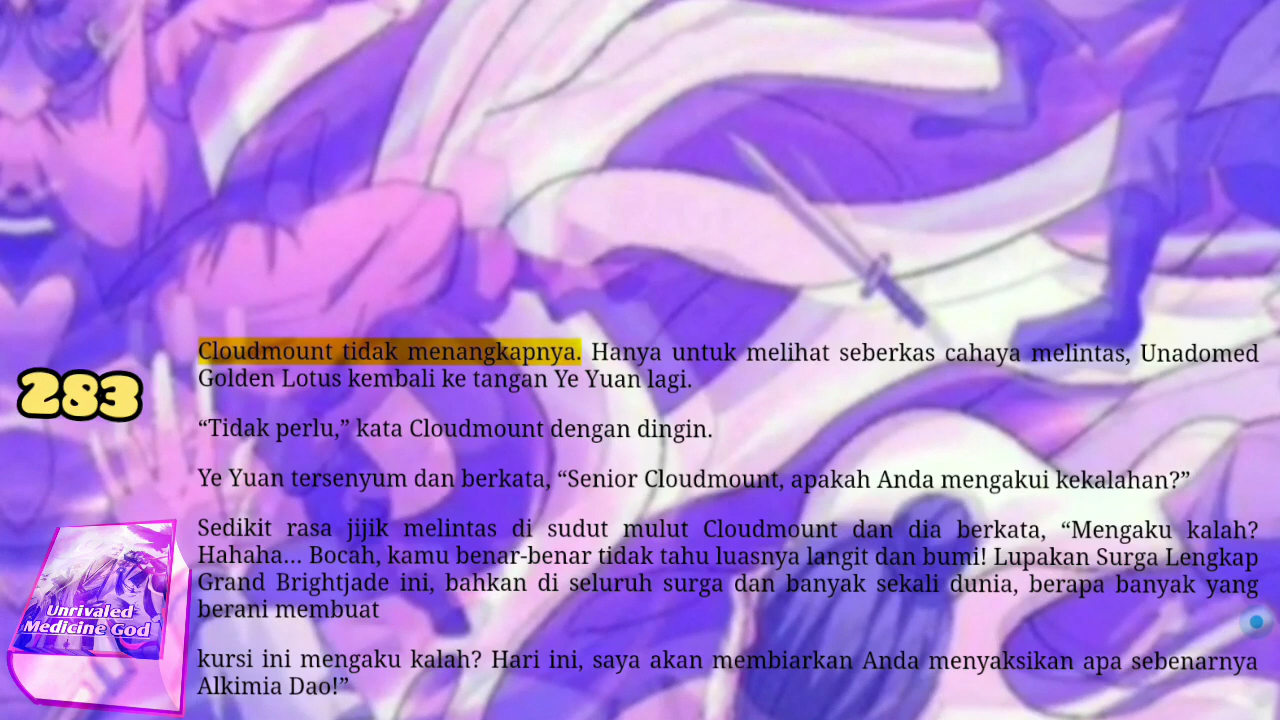 Cloudmount tidak menangkapnya. Hanya untuk melihat seberkas cahaya melintas, Unadomed
Golden Lotus kembali ke tangan Ye Yuan lagi.
283
“Tidak perlu,” kata Cloudmount dengan dingin.
Ye Yuan tersenyum dan berkata, “Senior Cloudmount, apakah Anda mengakui kekalahan?”
Sedikit rasa jijik melintas di sudut mulut Cloudmount dan dia berkata, “Mengaku kalah?
Hahaha... Bocah, kamu benar-benar tidak tahu luasnya langit dan bumi! Lupakan Surga Lengkap
Grand Brightjade ini, bahkan di seluruh surga dan banyak sekali dunia, berapa banyak yang
berani membuat
kursi ini mengaku kalah? Hari ini, saya akan membiarkan Anda menyaksikan apa sebenarnya
Alkimia Dao!”
Unrivaled
Medicine God